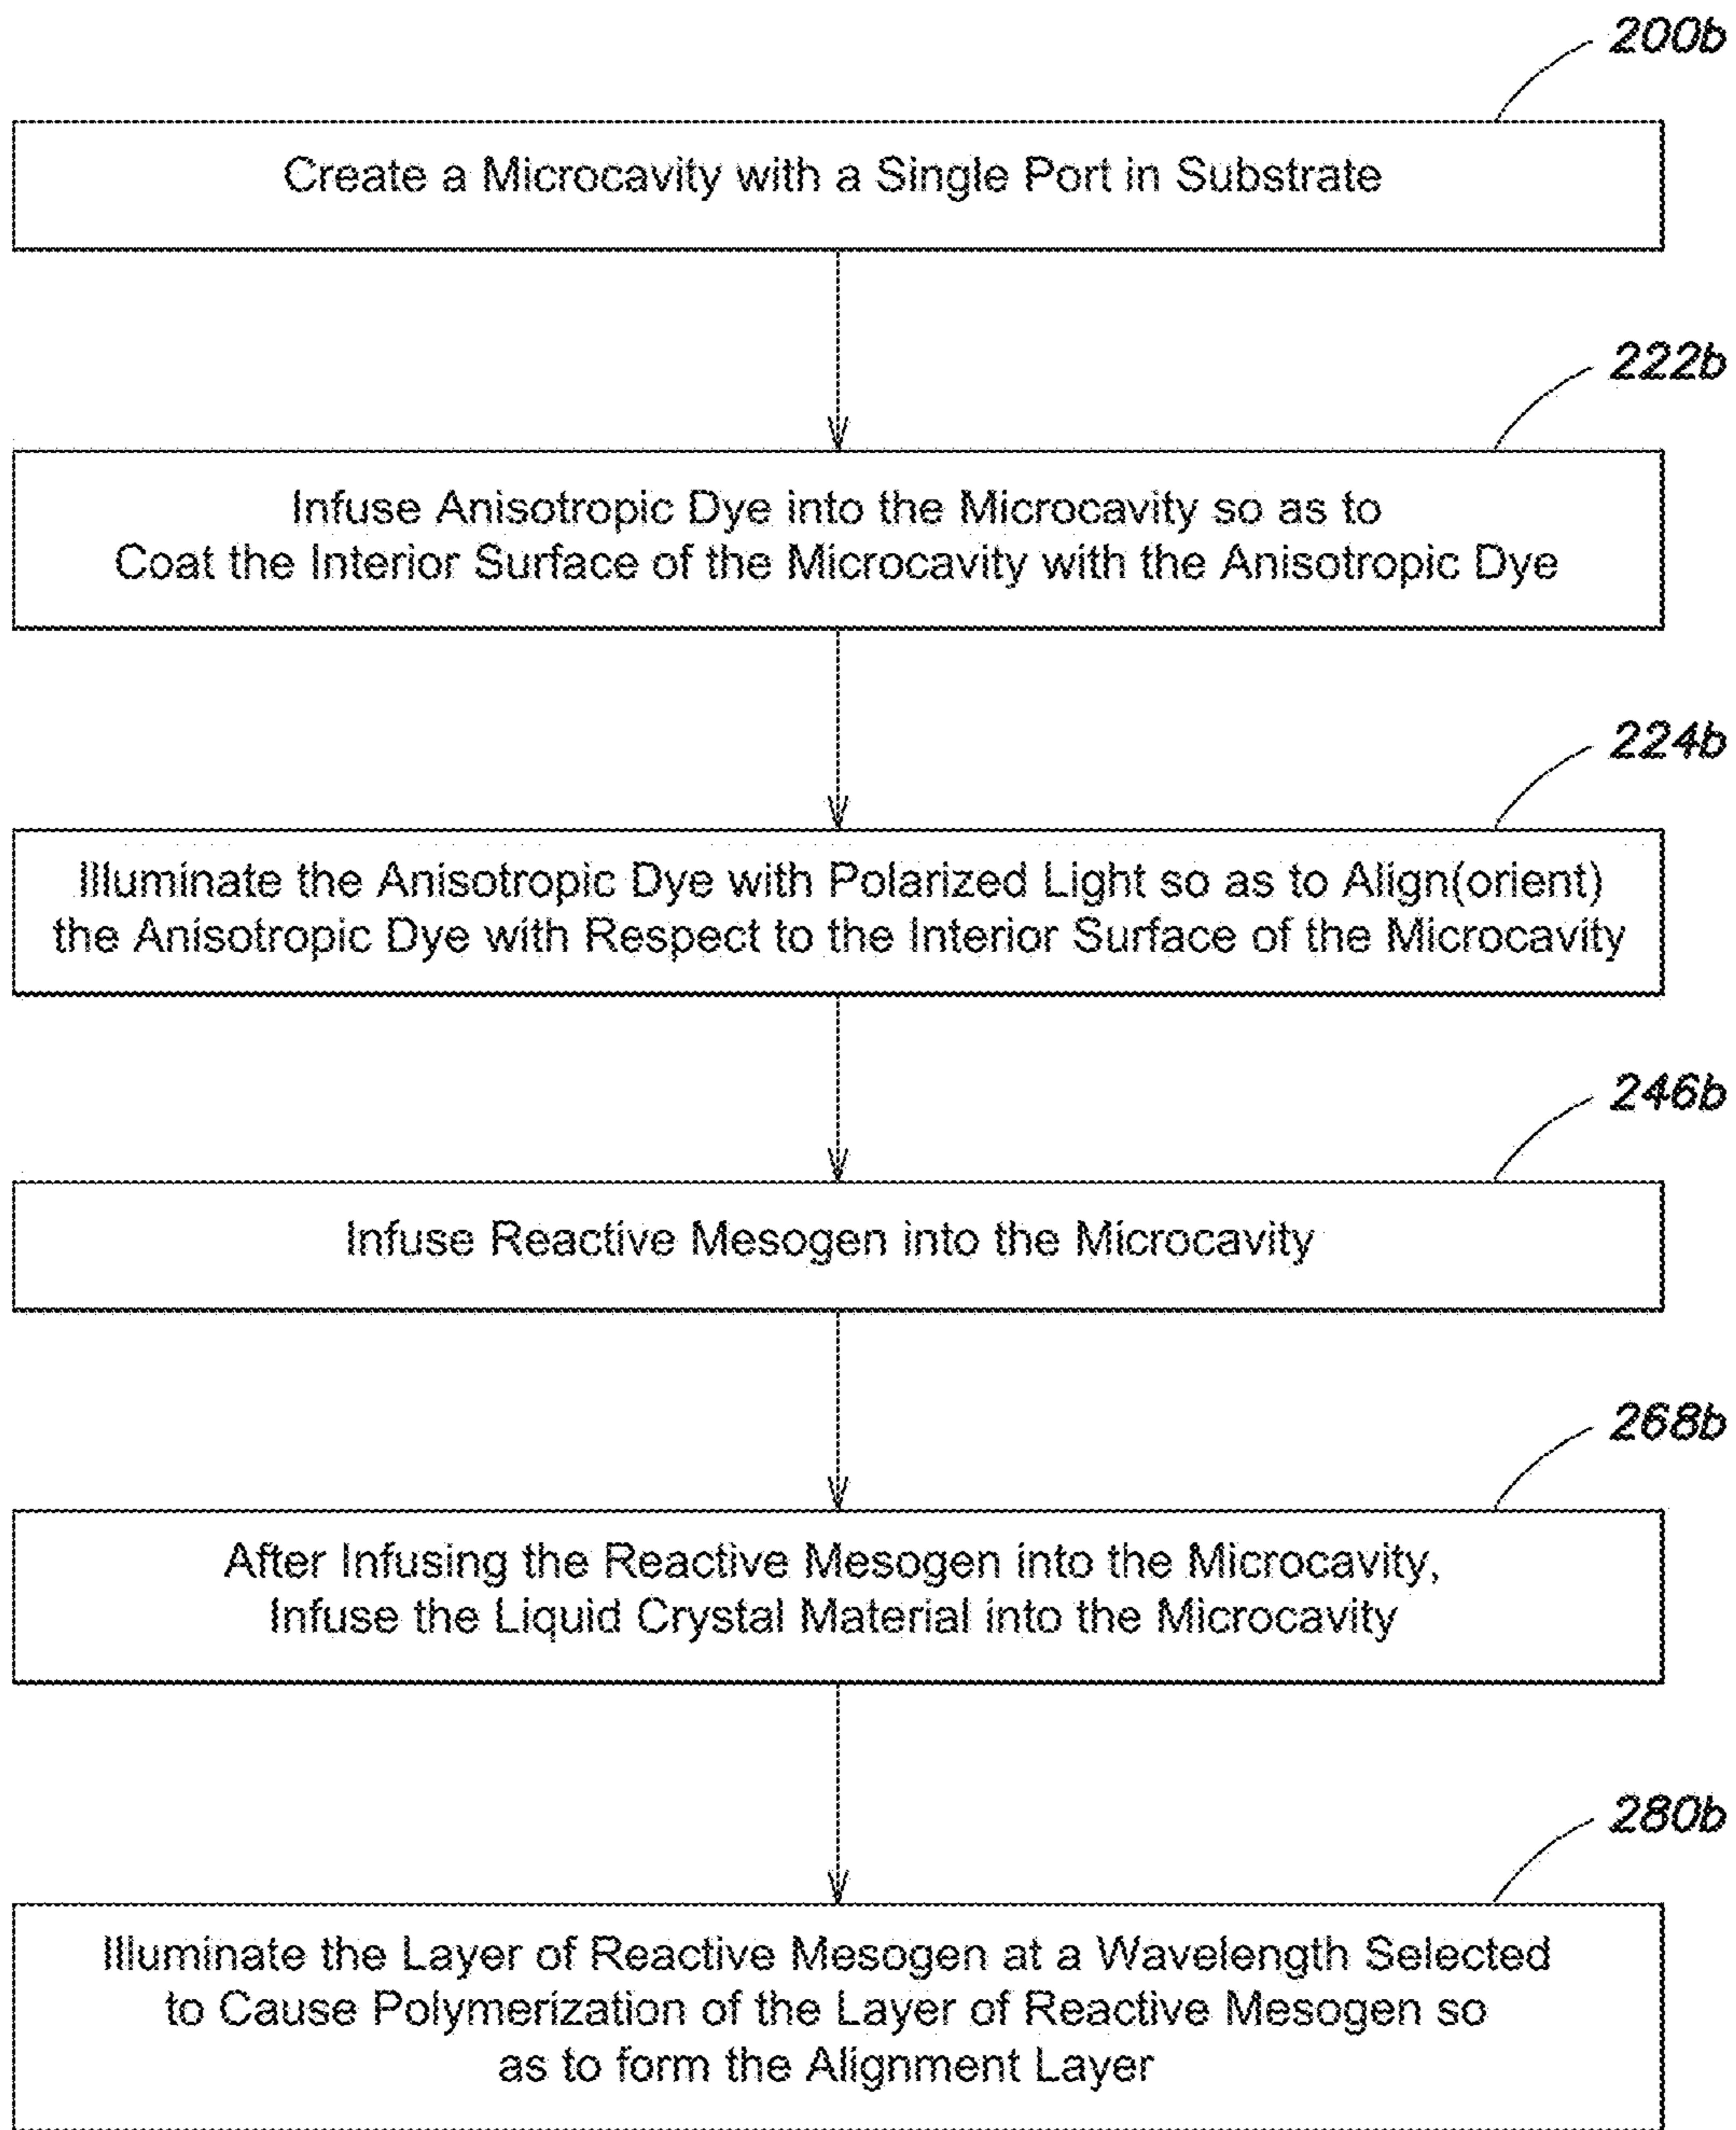 200b
Create a Microcavity with a Single Port in Substrate
222b
Infuse Anisotropic Dye into the Microcavity so as to
Coat the Interior Surface of the Microcavity with the Anisotropic Dye
224b
Illuminate the Anisotropic Dye with Polarized Light so as to Align(orient)
the Anisotropic Dye with Respect to the Interior Surface of the Microcavity
246b
Infuse Reactive Mesogen into the Microcavity
268b
After Infusing the Reactive Mesogen into the Microcavity,
Infuse the Liquid Crystal Material into the Microcavity
280b
Illuminate the Layer of Reactive Mesogen at a Wavelength Selected
to Cause Polymerization of the Layer of Reactive Mesogen so
as to form the Alignment Layer